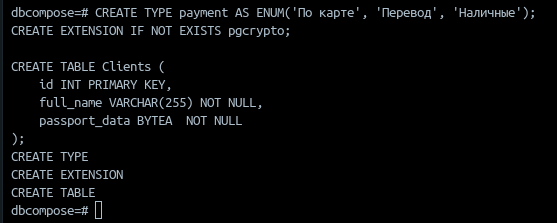 dbcompose=# CREATE TYPE payment AS ENUM('По карте', 'Перевод', 'Наличные');
CREATE EXTENSION IF NOT EXISTS pgcrypto;

CREATE TABLE Clients (
    id INT PRIMARY KEY,
    full_name VARCHAR(255) NOT NULL,
    passport_data BYTEA  NOT NULL
);
CREATE TYPE
CREATE EXTENSION
CREATE TABLE
dbcompose=#